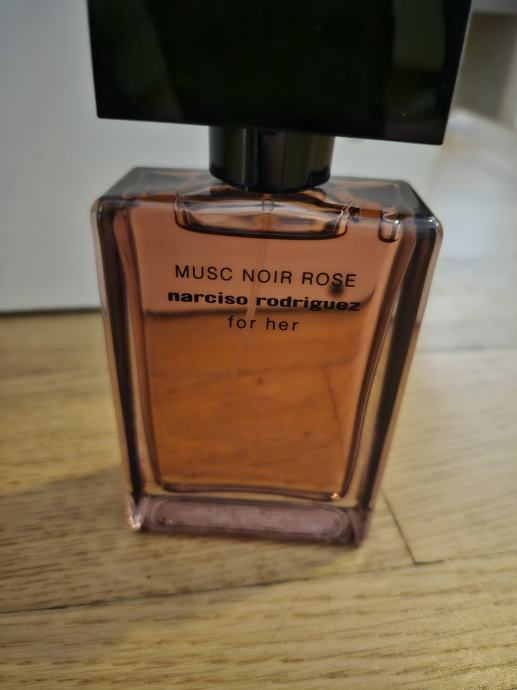 MUSC NOIR ROSE
narciso rodriguez
for her